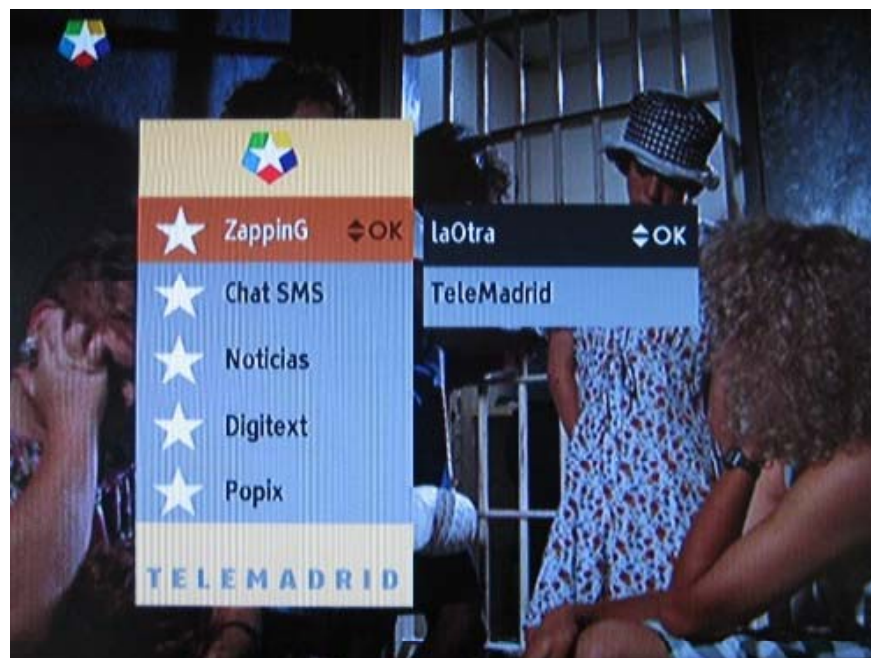 ZappinG OK
laOtra OK
Chat SMS
TeleMadrid
Noticias
Digitext
Popix
TELEMADRID